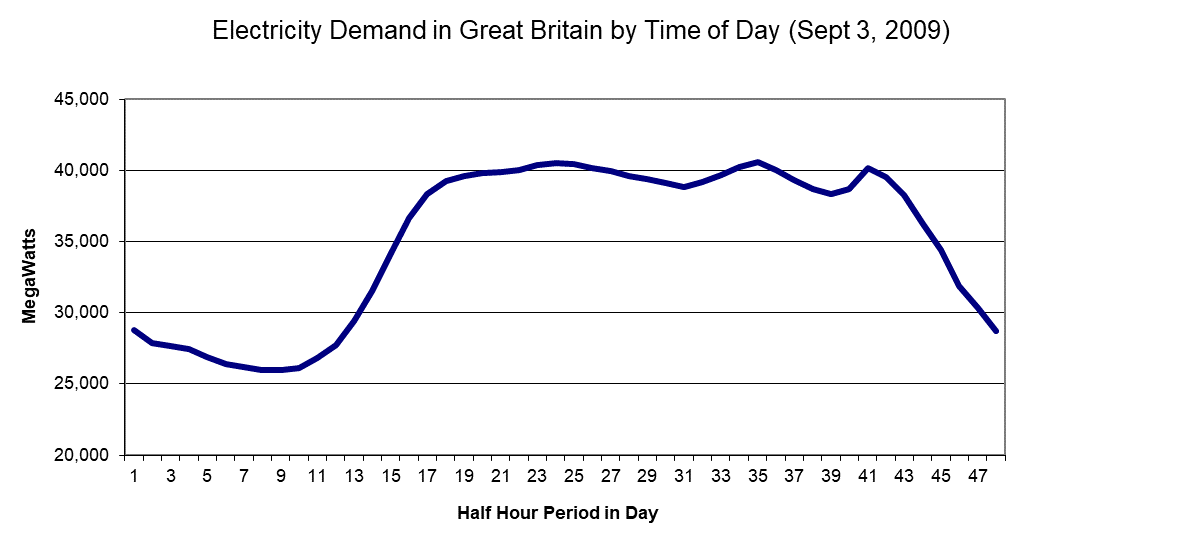 Electricity Demand in Great Britain by Time of Day (Sept 3, 2009)
45,000
40,000
35,000
30,000
25,000
20,000
MegaWatts
1 3 5 7 9 11 13 15 17 19 21 23 25 27 29 31 33 35 37 39 41 43 45 47
Half Hour Period in Day